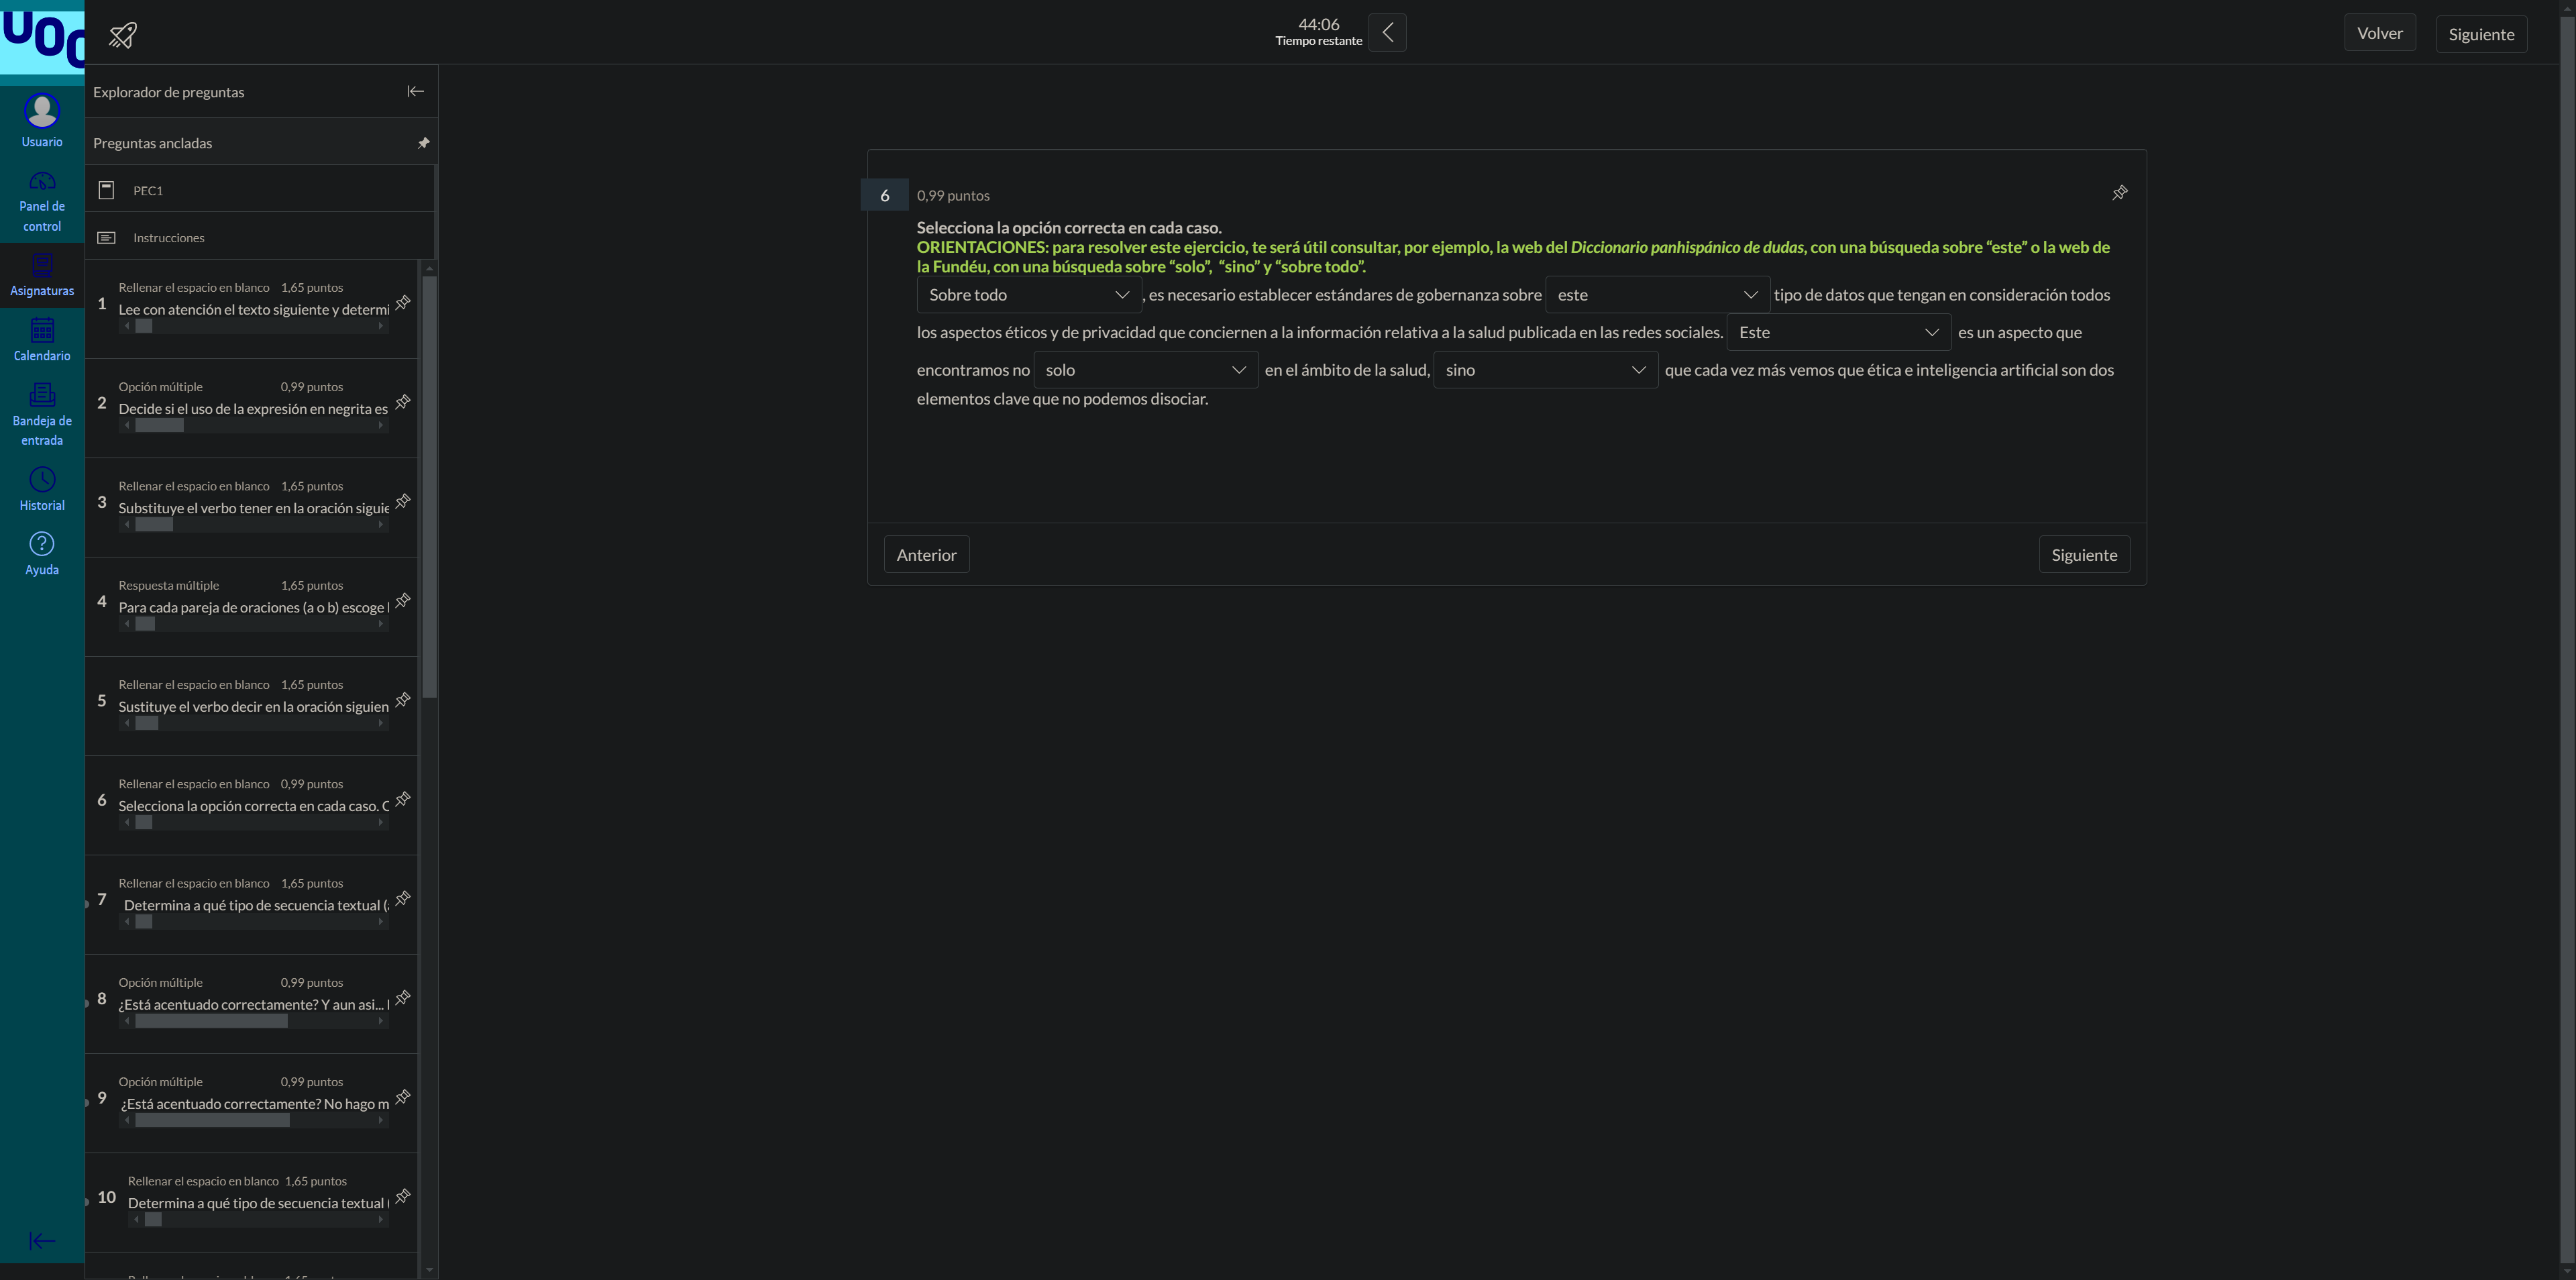 UOC
44:06
Tiempo restante
Volver
Siguiente
Usuario
Panel de
control
Asignaturas
Calendario
Bandeja de
entrada
Historial
Ayuda
Explorador de preguntas
Preguntas ancladas
PEC1
Instrucciones
Rellenar el espacio en blanco 1,65 puntos
1 Lee con atención el texto siguiente y determi
Opción múltiple 0,99 puntos
2 Decide si el uso de la expresión en negrita es
Rellenar el espacio en blanco 1,65 puntos
3 Substituye el verbo tener en la oración siguie
Respuesta múltiple 1,65 puntos
4 Para cada pareja de oraciones (a o b) escoge l
Rellenar el espacio en blanco 1,65 puntos
5 Sustituye el verbo decir en la oración siguien
Rellenar el espacio en blanco 0,99 puntos
6 Selecciona la opción correcta en cada caso. O
Rellenar el espacio en blanco 1,65 puntos
7 Determina a qué tipo de secuencia textual (
Opción múltiple 0,99 puntos
8 ¿Está acentuado correctamente? Y aun asi...
Opción múltiple 0,99 puntos
9 ¿Está acentuado correctamente? No hago m
Rellenar el espacio en blanco 1,65 puntos
10 Determina a qué tipo de secuencia textual (
6 0,99 puntos
Selecciona la opción correcta en cada caso.
ORIENTACIONES: para resolver este ejercicio, te será útil consultar, por ejemplo, la web del Diccionario panhispánico de dudas, con una búsqueda sobre “este” o la web de
la Fundéu, con una búsqueda sobre “solo”, “sino” y “sobre todo”.
Sobre todo , es necesario establecer estándares de gobernanza sobre este tipo de datos que tengan en consideración todos
los aspectos éticos y de privacidad que conciernen a la información relativa a la salud publicada en las redes sociales. Este es un aspecto que
encontramos no solo en el ámbito de la salud, sino que cada vez más vemos que ética e inteligencia artificial son dos
elementos clave que no podemos disociar.
Anterior
Siguiente